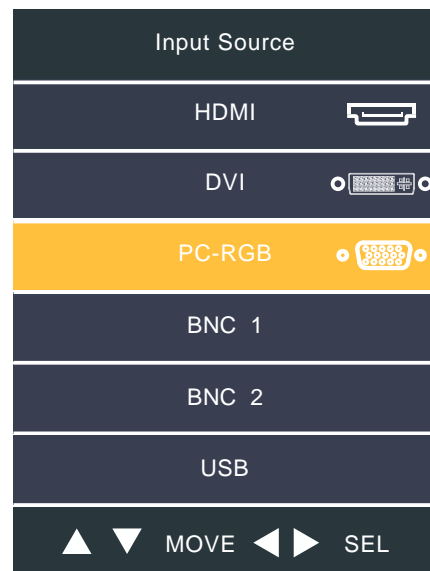 Input Source
HDMI
DVI
PC-RGB
BNC 1
BNC 2
USB
MOVE SEL